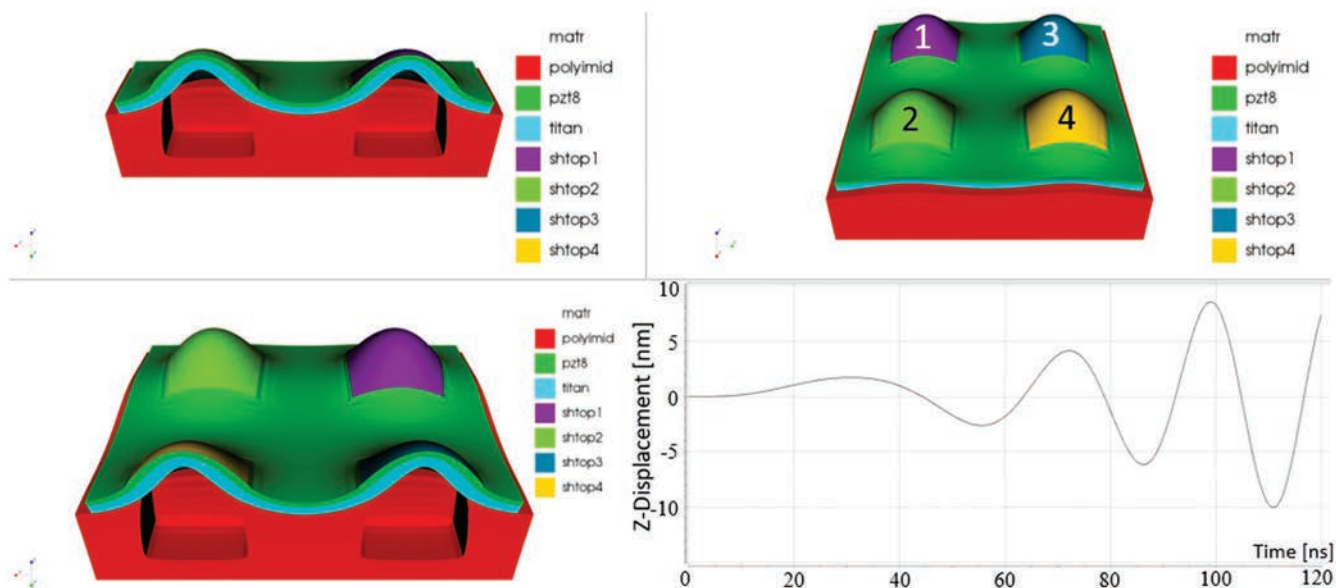 matr
polyimid
pzt8
titan
shtop1
shtop2
shtop3
shtop4
1
3
2
4
matr
polyimid
pzt8
titan
shtop1
shtop2
shtop3
shtop4
matr
polyimid
pzt8
titan
shtop1
shtop2
shtop3
shtop4
Z-Displacement [nm]
10
5
0
-5
-10
Time [ns]
0
20
40
60
80
100
120